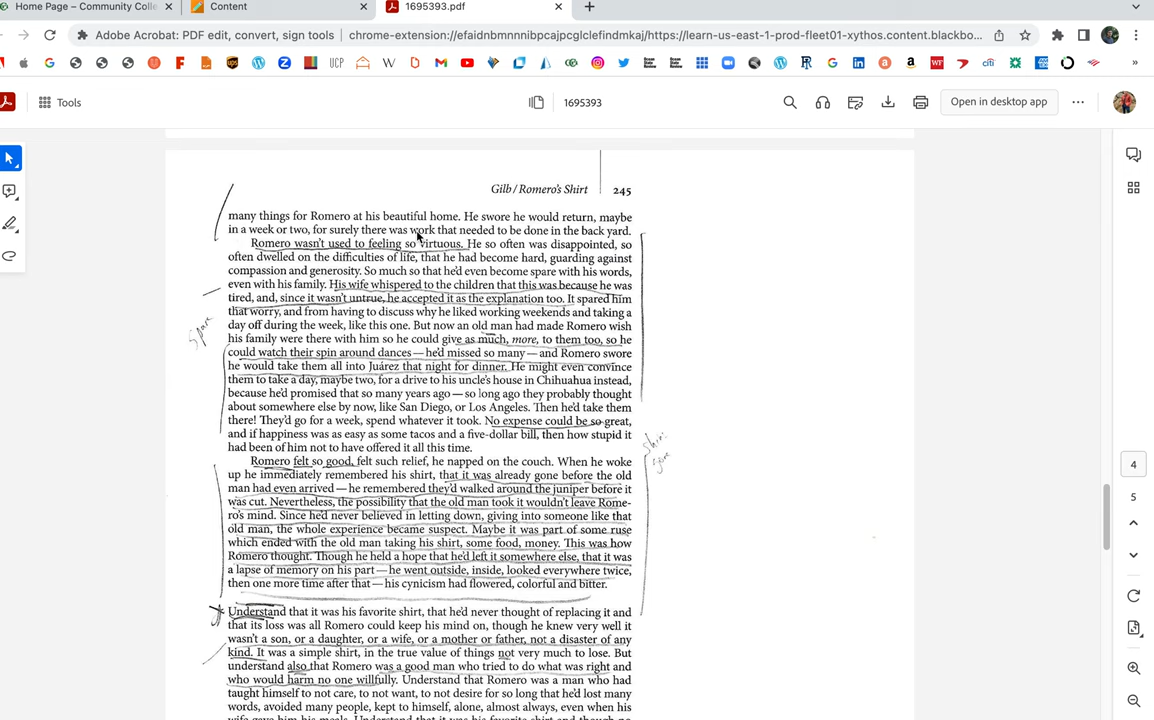 Home Page – Community Colle
Content
1695393.pdf
Adobe Acrobat: PDF edit, convert, sign tools
chrome-extension://efaidnbmnnnibpcajpcglclefindmkaj/https://learn-us-east-1-prod-fleet01-xythos.content.blackbo...
Tools
1695393
Open in desktop app
Gilb/Romero's Shirt 245
many things for Romero at his beautiful home. He swore he would return, maybe
in a week or two, for surely there was work that needed to be done in the back yard.
Romero wasn't used to feeling so virtuous. He so often was disappointed, so
often dwelled on the difficulties of life, that he had become hard, guarding against
compassion and generosity. So much so that he'd even become spare with his words,
even with his family. His wife whispered to the children that this was because he was
tired, and, since it wasn't untrue, he accepted it as the explanation too. It spared him
that worry, and from having to discuss why he liked working weekends and taking a
day off during the week, like this one. But now an old man had made Romero wish
his family were there with him so he could give as much, more, to them too, so he
could watch their spin around dances—he'd missed so many—and Romero swore
he would take them all into Juárez that night for dinner. He might even convince
them to take a day, maybe two, for a drive to his uncle's house in Chihuahua instead,
because he'd promised that so many years ago—so long ago they probably thought
about somewhere else by now, like San Diego, or Los Angeles. Then he'd take them
there! They'd go for a week, spend whatever it took. No expense could be so great,
and if happiness was as easy as some tacos and a five-dollar bill, then how stupid it
had been of him not to have offered it all this time.
Romero felt so good, felt such relief, he napped on the couch. When he woke
up he immediately remembered his shirt, that it was already gone before the old
man had even arrived—he remembered they'd walked around the juniper before it
was cut. Nevertheless, the possibility that the old man took it wouldn't leave Rome-
ro's mind. Since he'd never believed in letting down, giving into someone like that
old man, the whole experience became suspect. Maybe it was part of some ruse
which ended with the old man taking his shirt, some food, money. This was how
Romero thought. Though he held a hope that he'd left it somewhere else, that it was
a lapse of memory on his part—he went outside, inside, looked everywhere twice,
then one more time after that—his cynicism had flowered, colorful and bitter.
Understand that it was his favorite shirt, that he'd never thought of replacing it and
that its loss was all Romero could keep his mind on, though he knew very well it
wasn't a son, or a daughter, or a wife, or a mother or father, not a disaster of any
kind. It was a simple shirt, in the true value of things not very much to lose. But
understand also that Romero was a good man who tried to do what was right and
who would harm no one willfully. Understand that Romero was a man who had
taught himself to not care, to not want, to not desire for so long that he'd lost many
words, avoided many people, kept to himself, alone, almost always, even when his
wife gave him his meals. Understand that it was his favorite shirt and though no
Spare
Shirt
gone
4
5